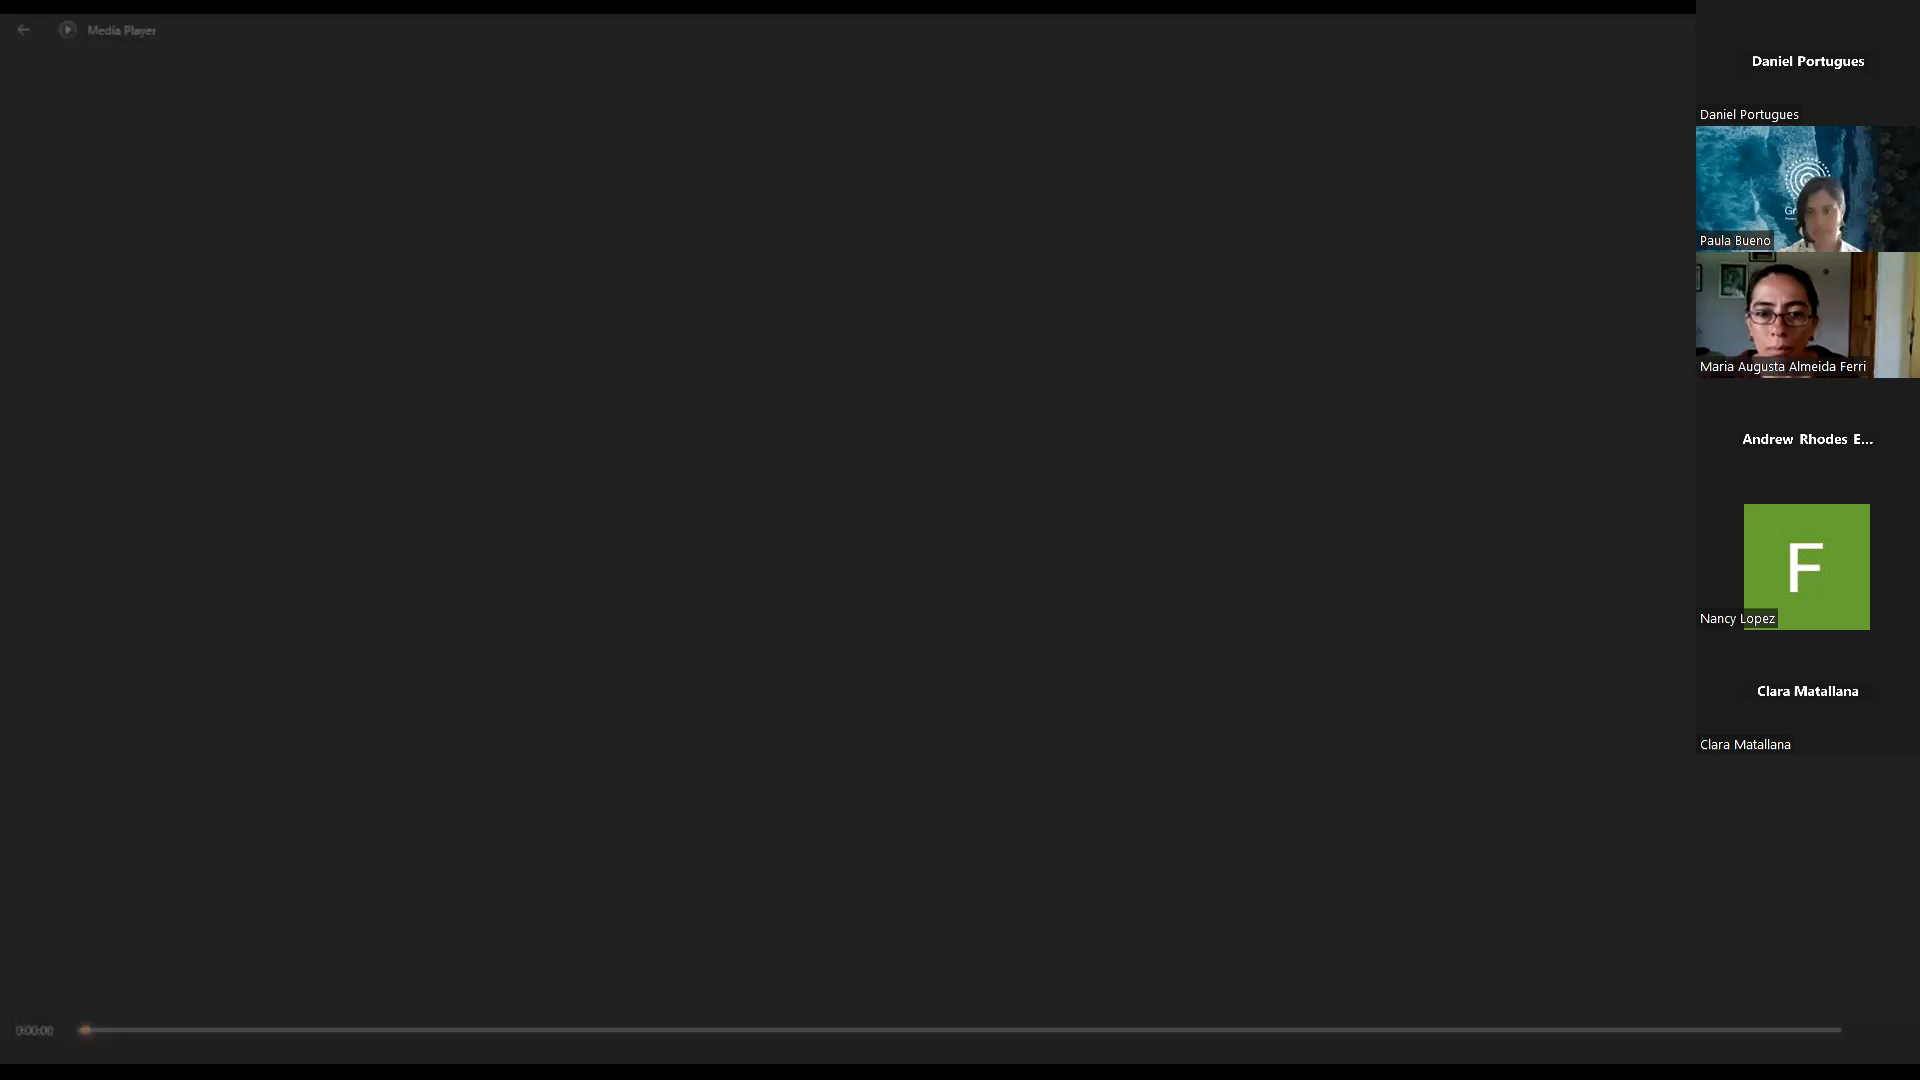 Media Player
Daniel Portugues
Daniel Portugues
Gr
Paula Bueno
Maria Augusta Almeida Ferri
Andrew Rhodes E...
F
Nancy Lopez
Clara Matallana
Clara Matallana
0:00:00